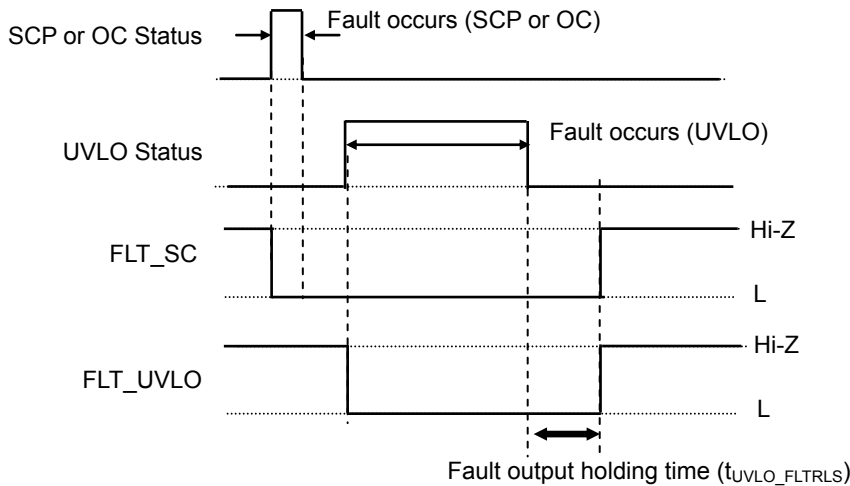 Fault occurs (SCP or OC)
SCP or OC Status
Fault occurs (UVLO)
UVLO Status
Hi-Z
FLT_SC
L
Hi-Z
FLT_UVLO
L
Fault output holding time (tUVLO_FLTRLS)